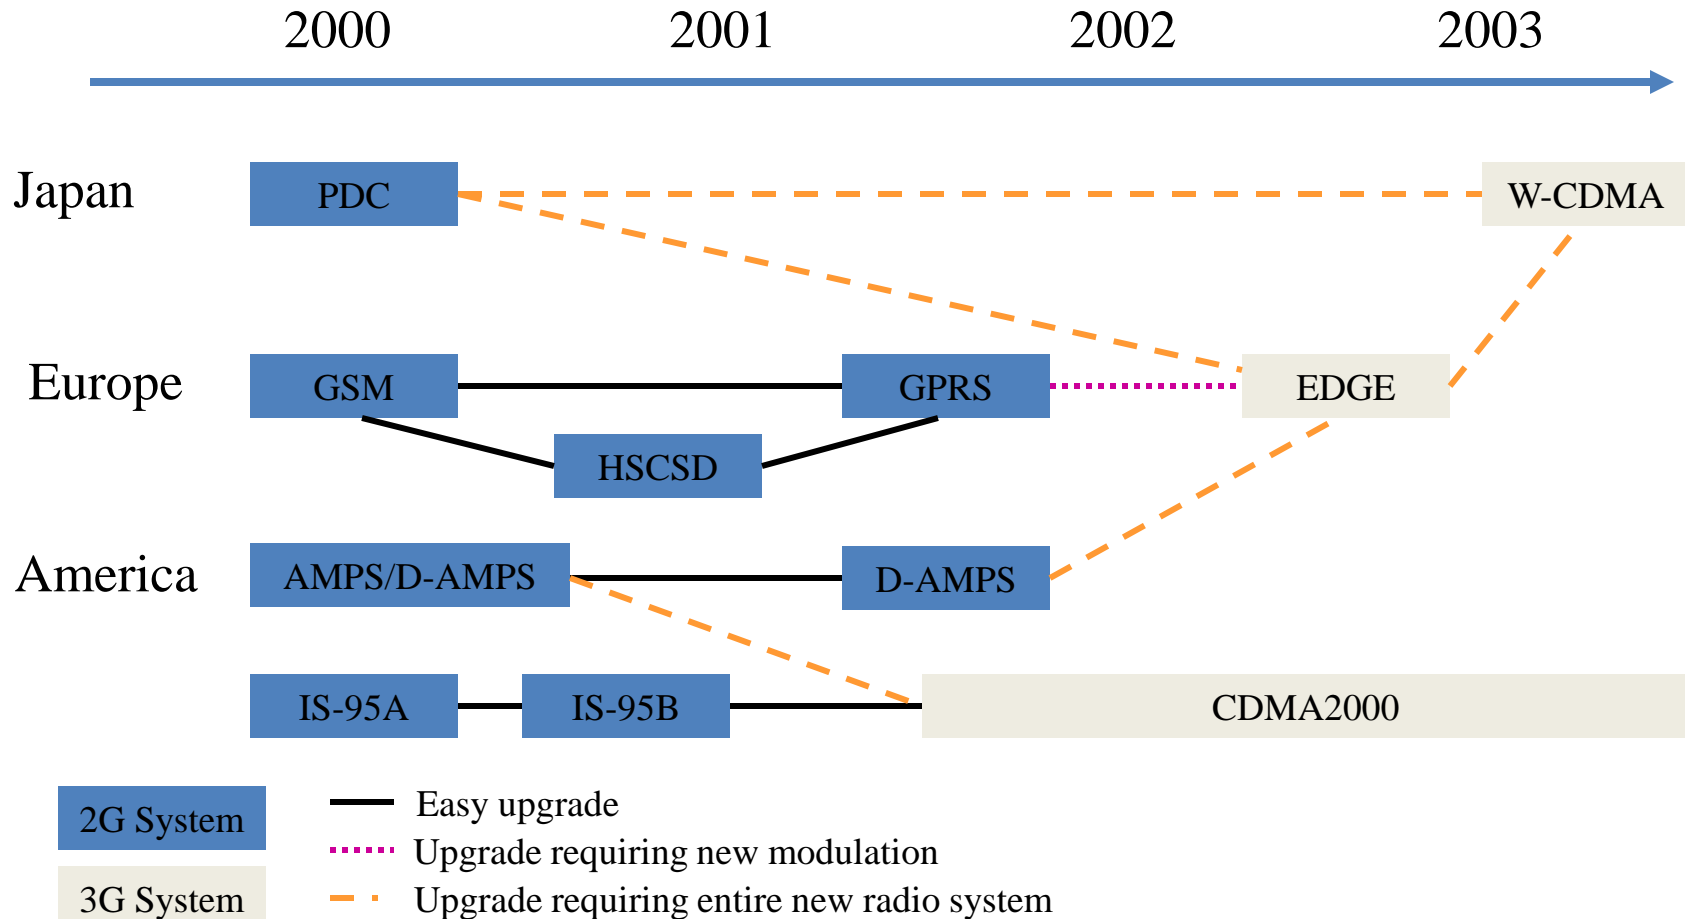 2000 2001 2002 2003
Japan PDC W-CDMA
Europe GSM GPRS EDGE
HSCSD
America AMPS/D-AMPS D-AMPS
IS-95A IS-95B CDMA2000
2G System Easy upgrade
Upgrade requiring new modulation
3G System Upgrade requiring entire new radio system